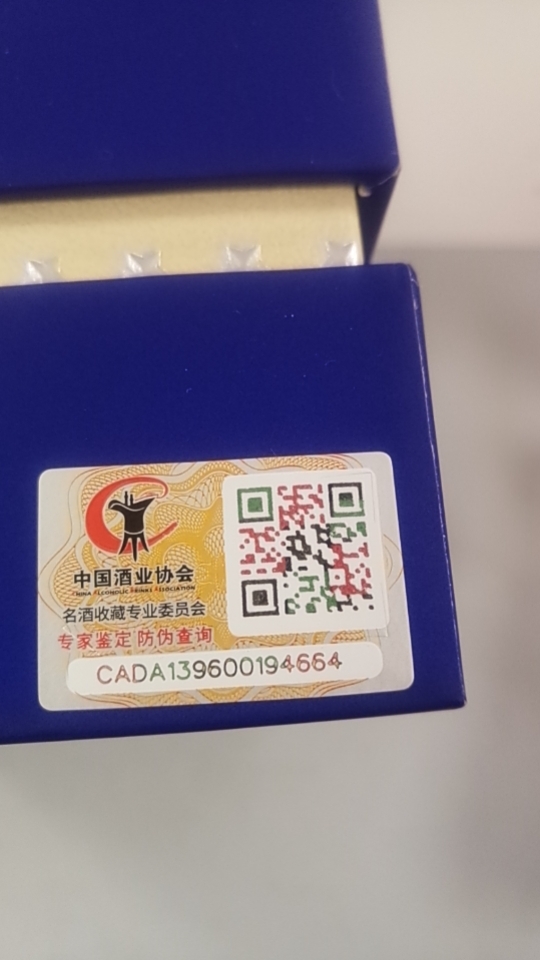 中国酒业协会
CHINA ALCOHOLIC DRINKS ASSOCIATION
名酒收藏专业委员会
专家鉴定 防伪查询
CADA139600194664